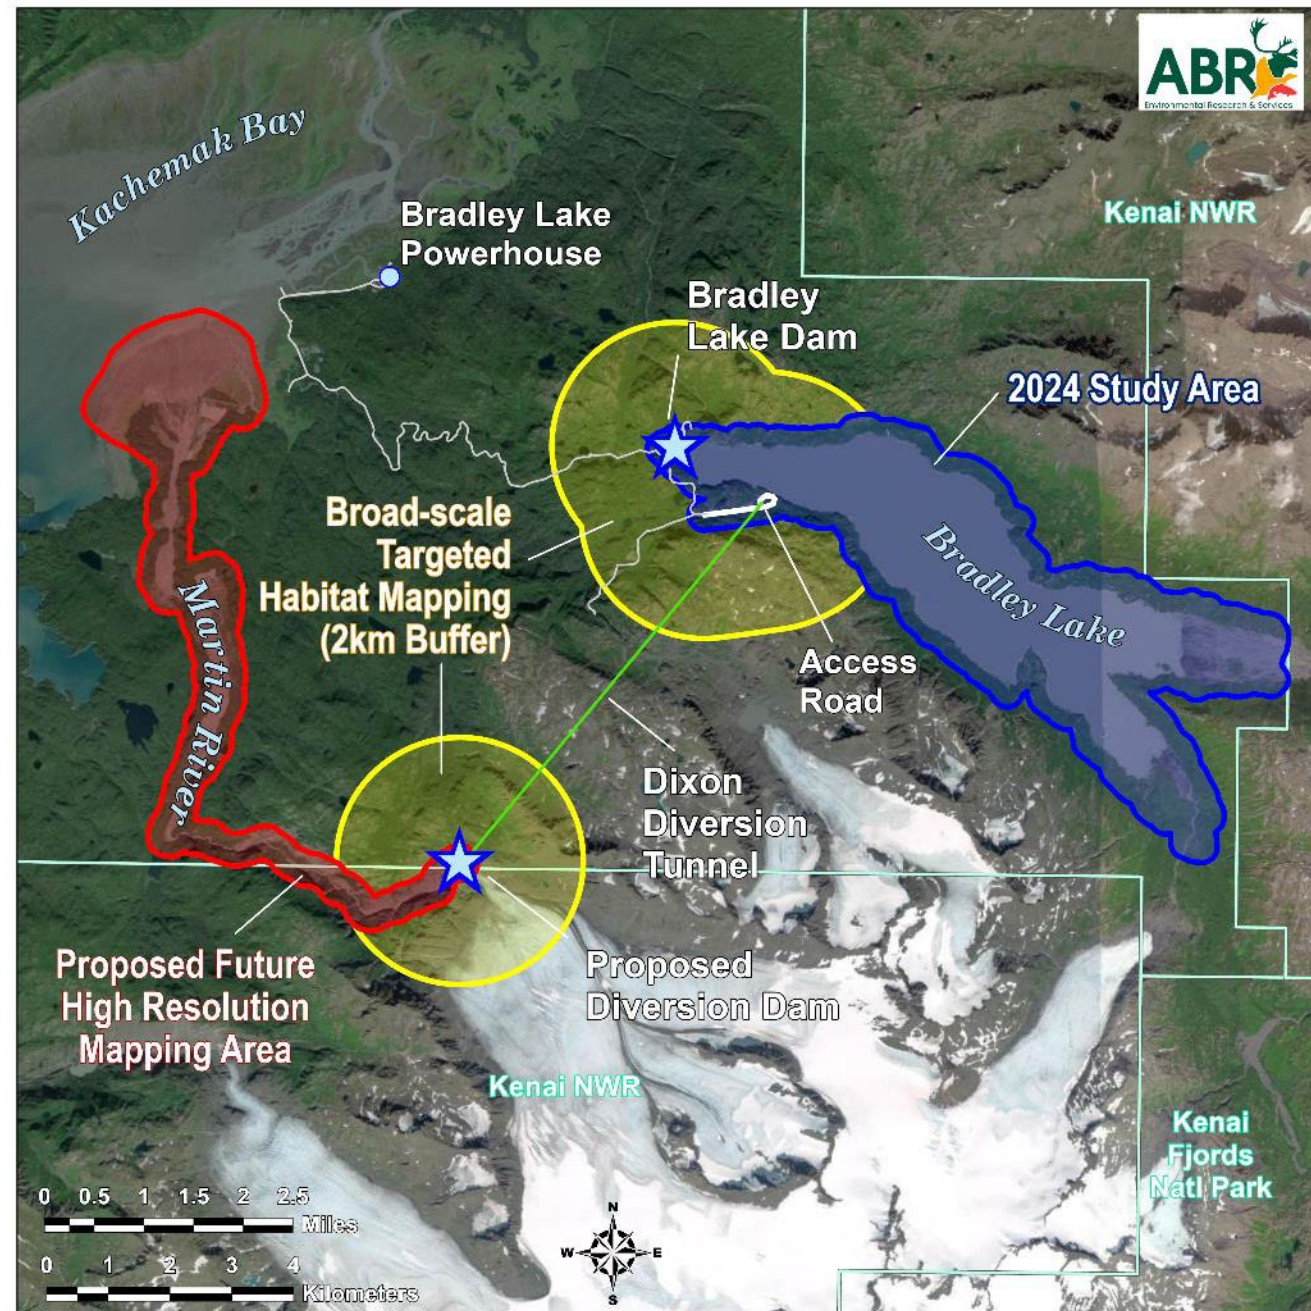 ABR
Environmental Research & Services
Kachemak Bay
Bradley Lake
Powerhouse
Kenai NWR
Bradley
Lake Dam
2024 Study Area
Broad-scale
Targeted
Habitat Mapping
(2km Buffer)
Bradley Lake
Martin River
Access
Road
Dixon
Diversion
Tunnel
Proposed Future
High Resolution
Mapping Area
Proposed
Diversion Dam
Kenai NWR
Kenai
Fjords
Natl Park
0 0.5 1 1.5 2 2.5
Miles
0 1 2 3 4
Kilometers
N
W E
S